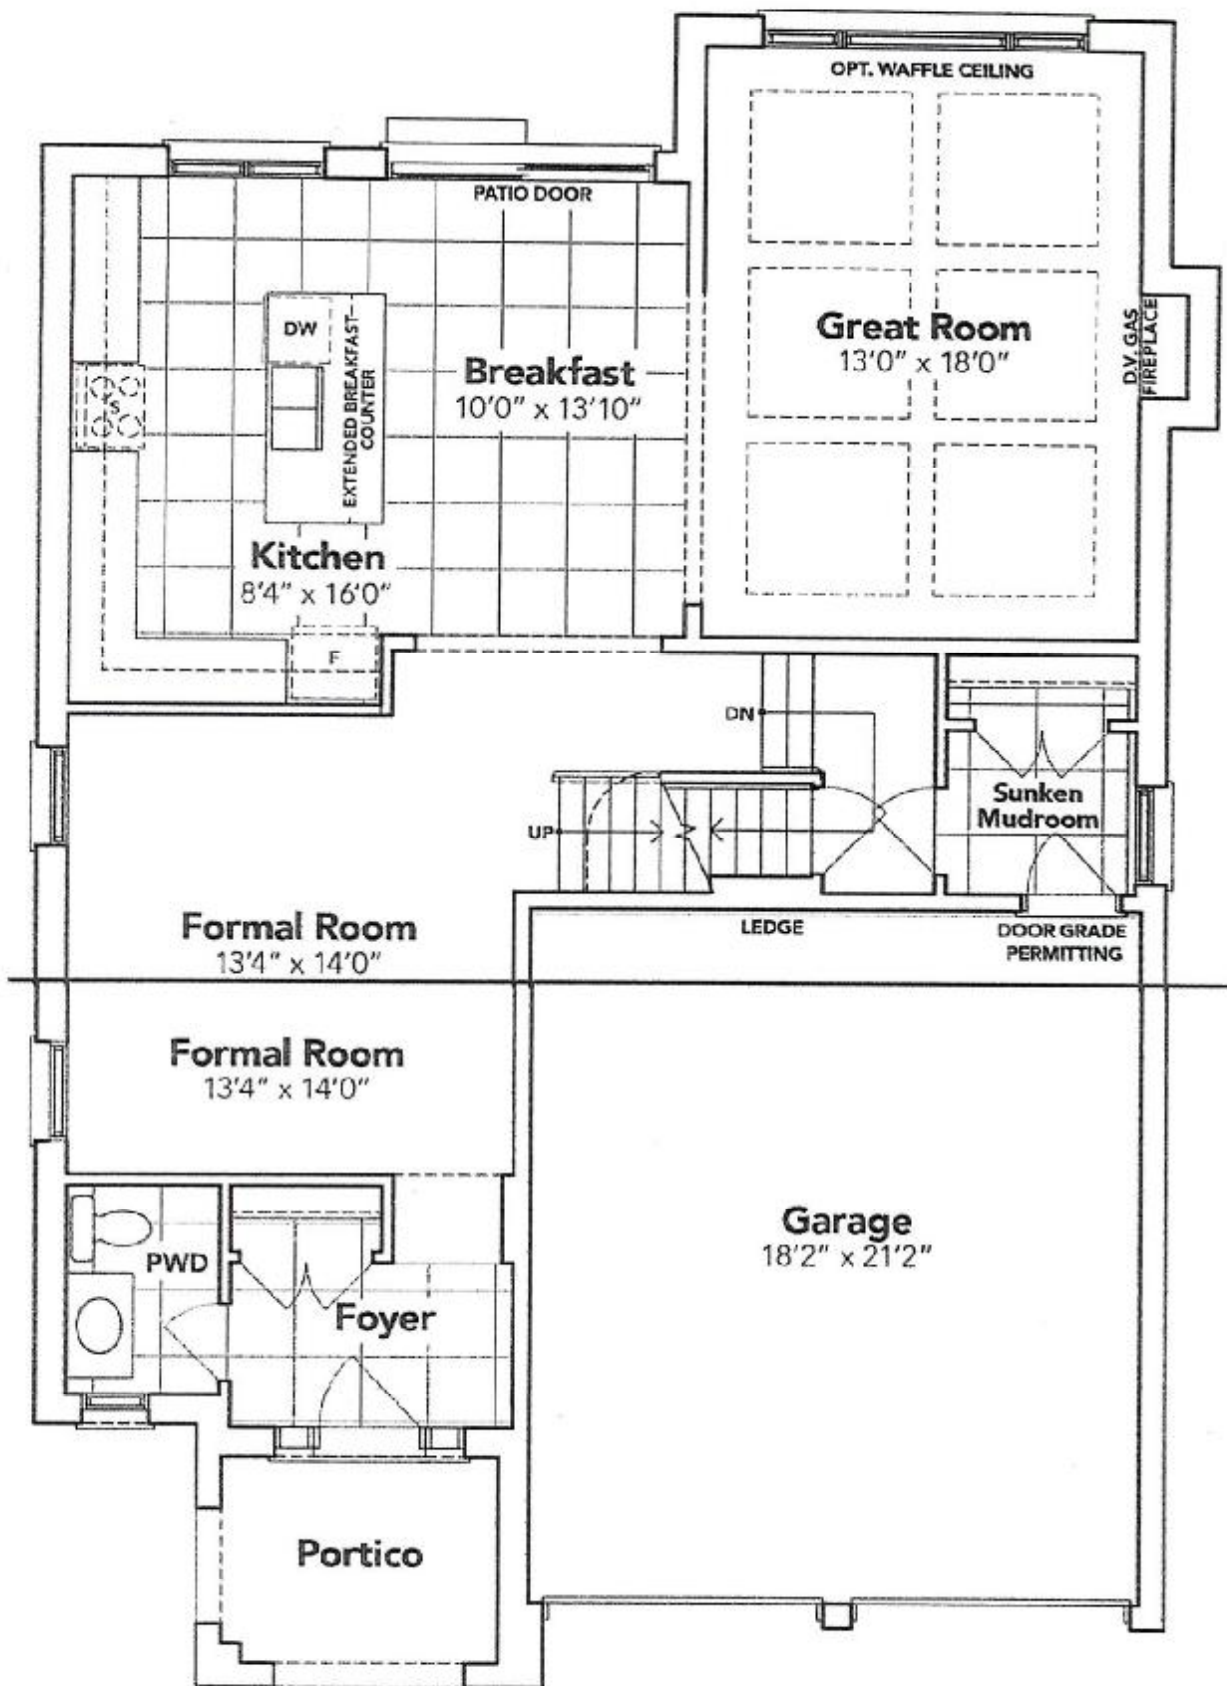 OPT. WAFFLE CEILING
PATIO DOOR
DW
EXTENDED BREAKFAST
COUNTER
Breakfast
10'0" x 13'10"
Great Room
13'0" x 18'0"
D.V. GAS
FIREPLACE
S
Kitchen
8'4" x 16'0"
F
DN
UP
Sunken
Mudroom
Formal Room
13'4" x 14'0"
LEDGE
DOOR GRADE
PERMITTING
Formal Room
13'4" x 14'0"
Garage
18'2" x 21'2"
PWD
Foyer
Portico